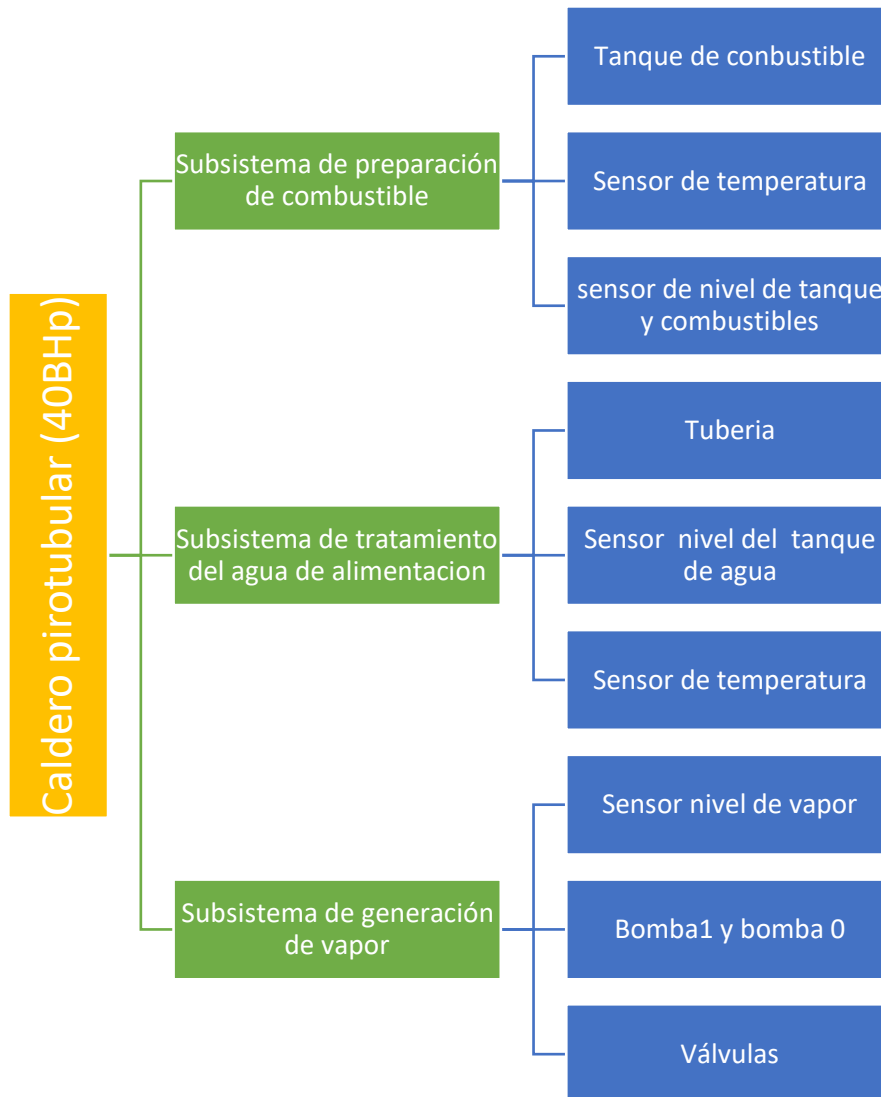 Caldero pirotubular (40BHp)
Subsistema de preparación
de combustible
Tanque de conbustible
Sensor de temperatura
sensor de nivel de tanque
y combustibles
Subsistema de tratamiento
del agua de alimentacion
Tuberia
Sensor nivel del tanque
de agua
Sensor de temperatura
Subsistema de generación
de vapor
Sensor nivel de vapor
Bomba1 y bomba 0
Válvulas